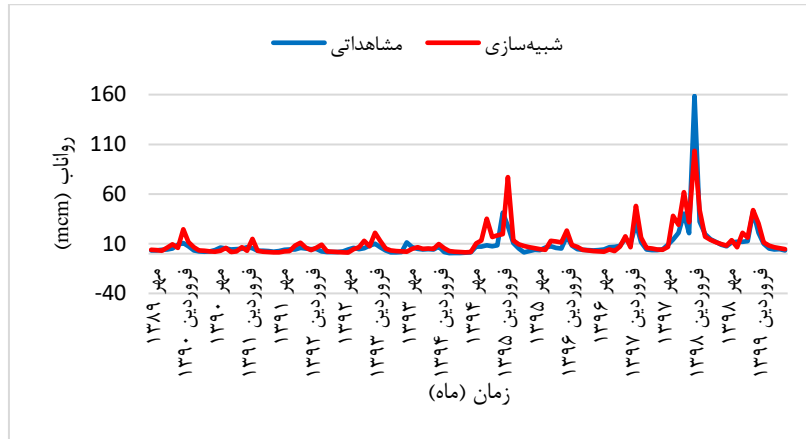 شبیه‌سازی مشاهداتی
160
110
60
10
-40
رواناب (mcm)
مهر ۱۳۸۹
فروردین ۱۳۹۰
مهر ۱۳۹۰
فروردین ۱۳۹۱
مهر ۱۳۹۱
فروردین ۱۳۹۲
مهر ۱۳۹۲
فروردین ۱۳۹۳
مهر ۱۳۹۳
فروردین ۱۳۹۴
مهر ۱۳۹۴
فروردین ۱۳۹۵
مهر ۱۳۹۵
فروردین ۱۳۹۶
مهر ۱۳۹۶
فروردین ۱۳۹۷
مهر ۱۳۹۷
فروردین ۱۳۹۸
مهر ۱۳۹۸
فروردین ۱۳۹۹
زمان (ماه)